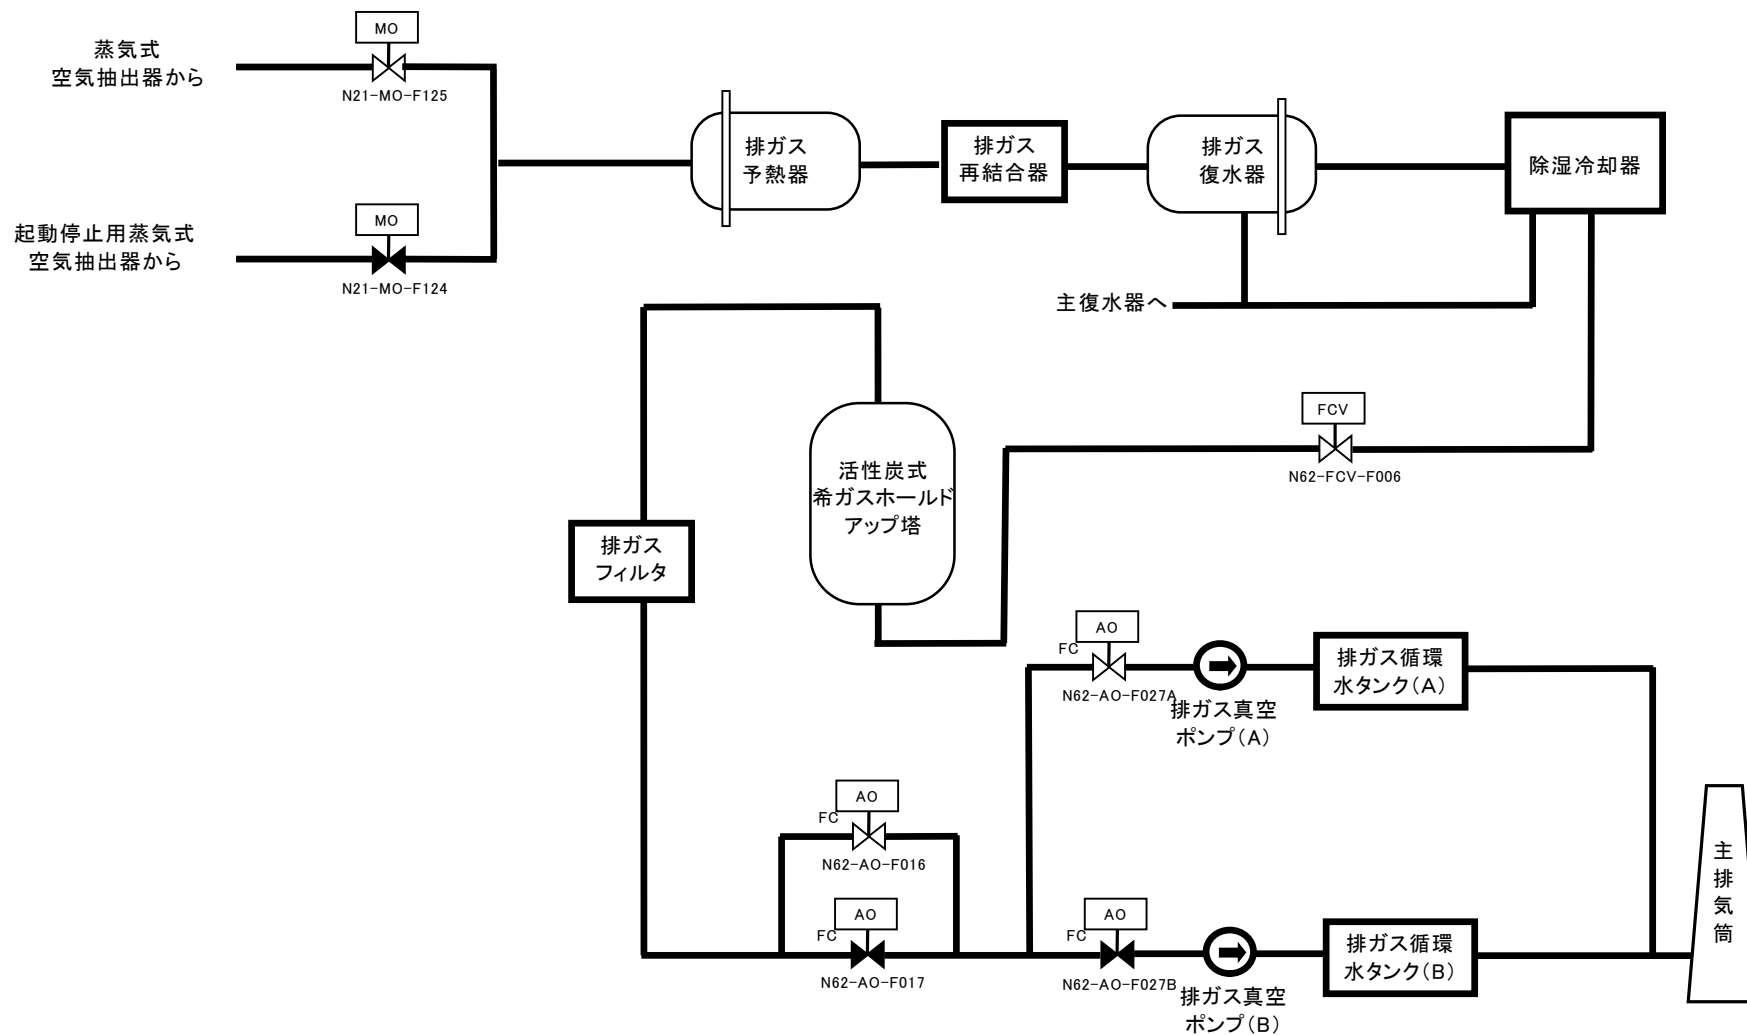 MO
蒸気式
空気抽出器から
N21-MO-F125
MO
起動停止用蒸気式
空気抽出器から
N21-MO-F124
排ガス
予熱器
排ガス
再結合器
排ガス
復水器
除湿冷却器
主復水器へ
FCV
N62-FCV-F006
活性炭式
希ガスホールド
アップ塔
排ガス
フィルタ
AO
FC
N62-AO-F027A
排ガス真空
ポンプ(A)
排ガス循環
水タンク(A)
AO
FC
N62-AO-F016
AO
FC
N62-AO-F017
AO
FC
N62-AO-F027B
排ガス真空
ポンプ(B)
排ガス循環
水タンク(B)
主
排
気
筒